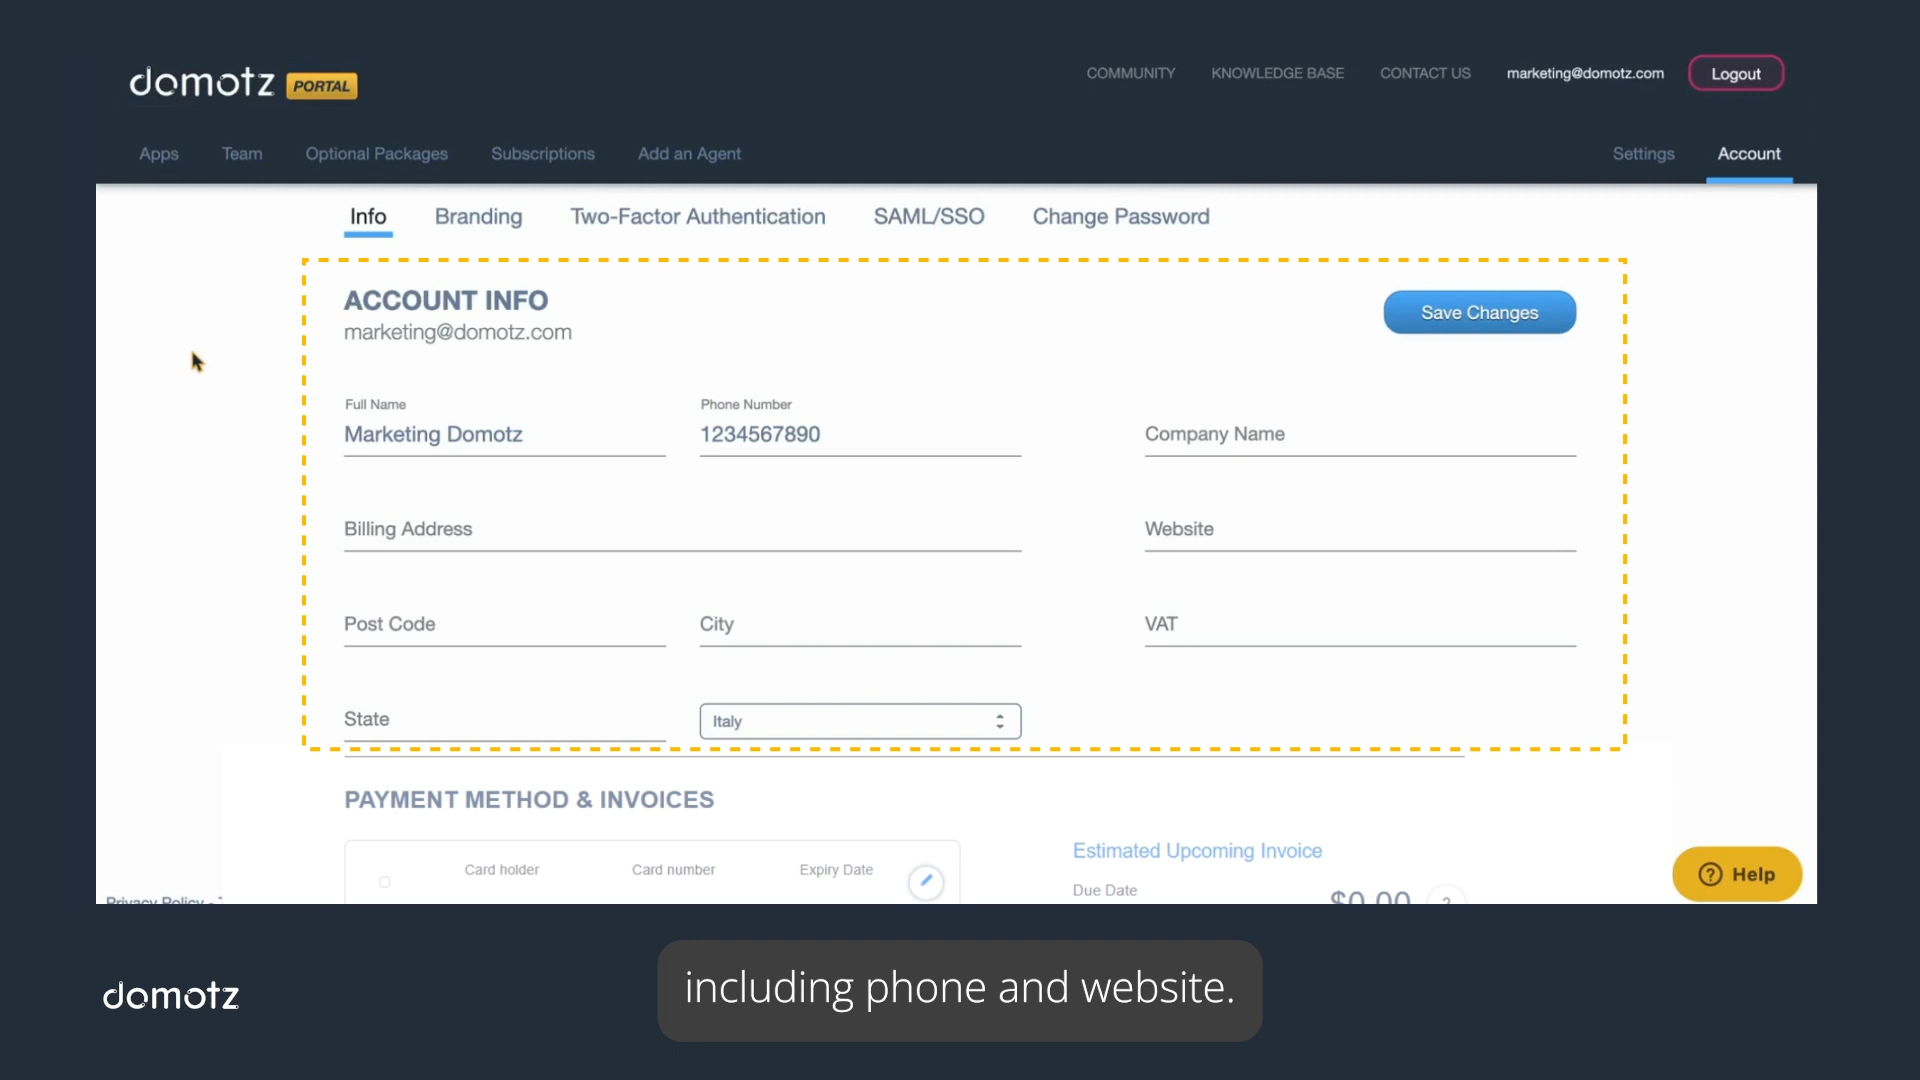 domotz PORTAL
COMMUNITY KNOWLEDGE BASE CONTACT US marketing@domotz.com Logout
Apps Team Optional Packages Subscriptions Add an Agent Settings Account
Info Branding Two-Factor Authentication SAML/SSO Change Password
ACCOUNT INFO
marketing@domotz.com
Save Changes
Full Name Phone Number
Marketing Domotz 1234567890 Company Name
Billing Address Website
Post Code City VAT
State Italy
PAYMENT METHOD & INVOICES
Estimated Upcoming Invoice
Card holder Card number Expiry Date
Due Date
$0.00 ?
? Help
Privacy Policy -
domotz
including phone and website.